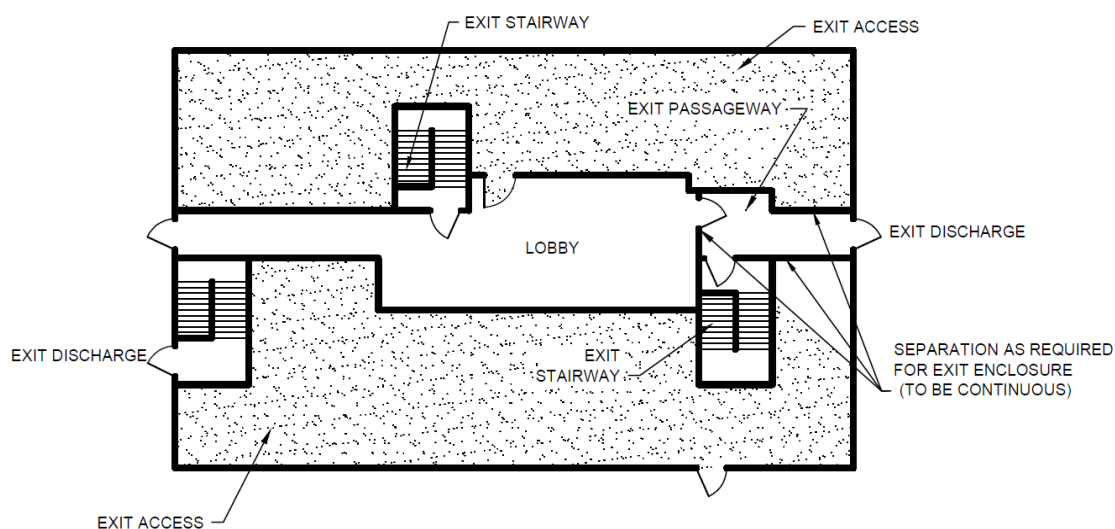 EXIT STAIRWAY
EXIT ACCESS
EXIT PASSAGEWAY
LOBBY
EXIT DISCHARGE
EXIT DISCHARGE
EXIT
STAIRWAY
SEPARATION AS REQUIRED
FOR EXIT ENCLOSURE
(TO BE CONTINUOUS)
EXIT ACCESS